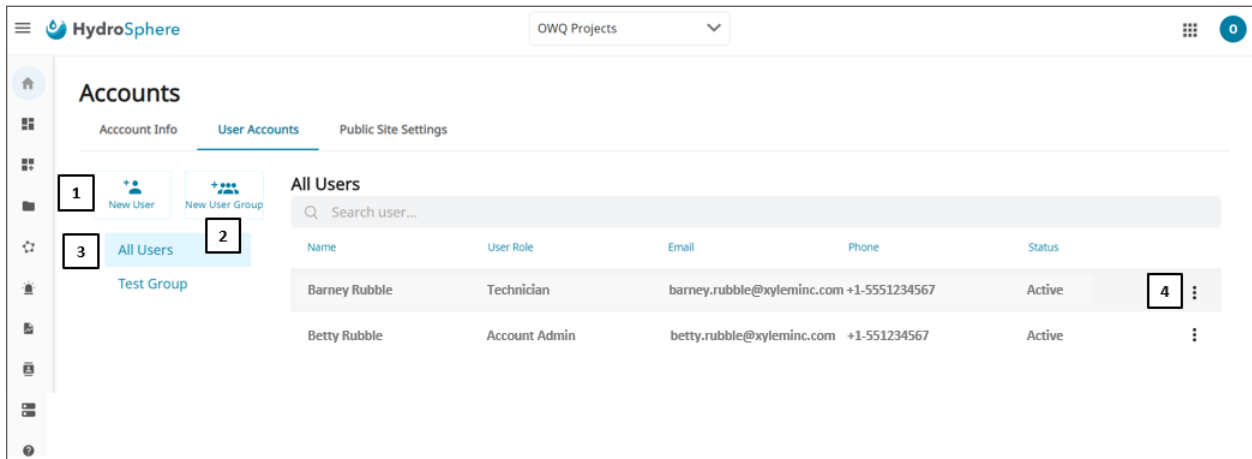 HydroSphere
OWQ Projects
O
Accounts
Acccount Info User Accounts Public Site Settings
1
New User
New User Group
2
3
All Users
Test Group
All Users
Search user...
Name User Role Email Phone Status
Barney Rubble Technician barney.rubble@xyleminc.com +1-5551234567 Active
4
Betty Rubble Account Admin betty.rubble@xyleminc.com +1-551234567 Active